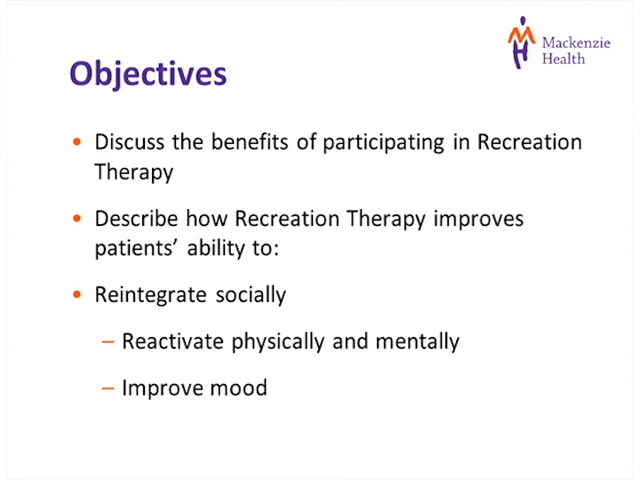 Mackenzie
Health
Objectives
• Discuss the benefits of participating in Recreation
Therapy
• Describe how Recreation Therapy improves
patients’ ability to:
• Reintegrate socially
– Reactivate physically and mentally
– Improve mood